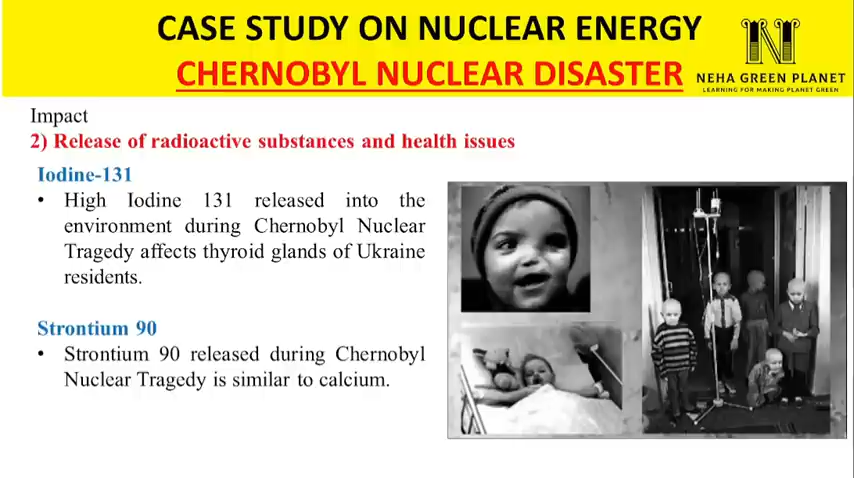 CASE STUDY ON NUCLEAR ENERGY
CHERNOBYL NUCLEAR DISASTER
N
NEHA GREEN PLANET
LEARNING FOR MAKING PLANET GREEN
Impact
2) Release of radioactive substances and health issues
Iodine-131
• High Iodine 131 released into the
environment during Chernobyl Nuclear
Tragedy affects thyroid glands of Ukraine
residents.
Strontium 90
• Strontium 90 released during Chernobyl
Nuclear Tragedy is similar to calcium.